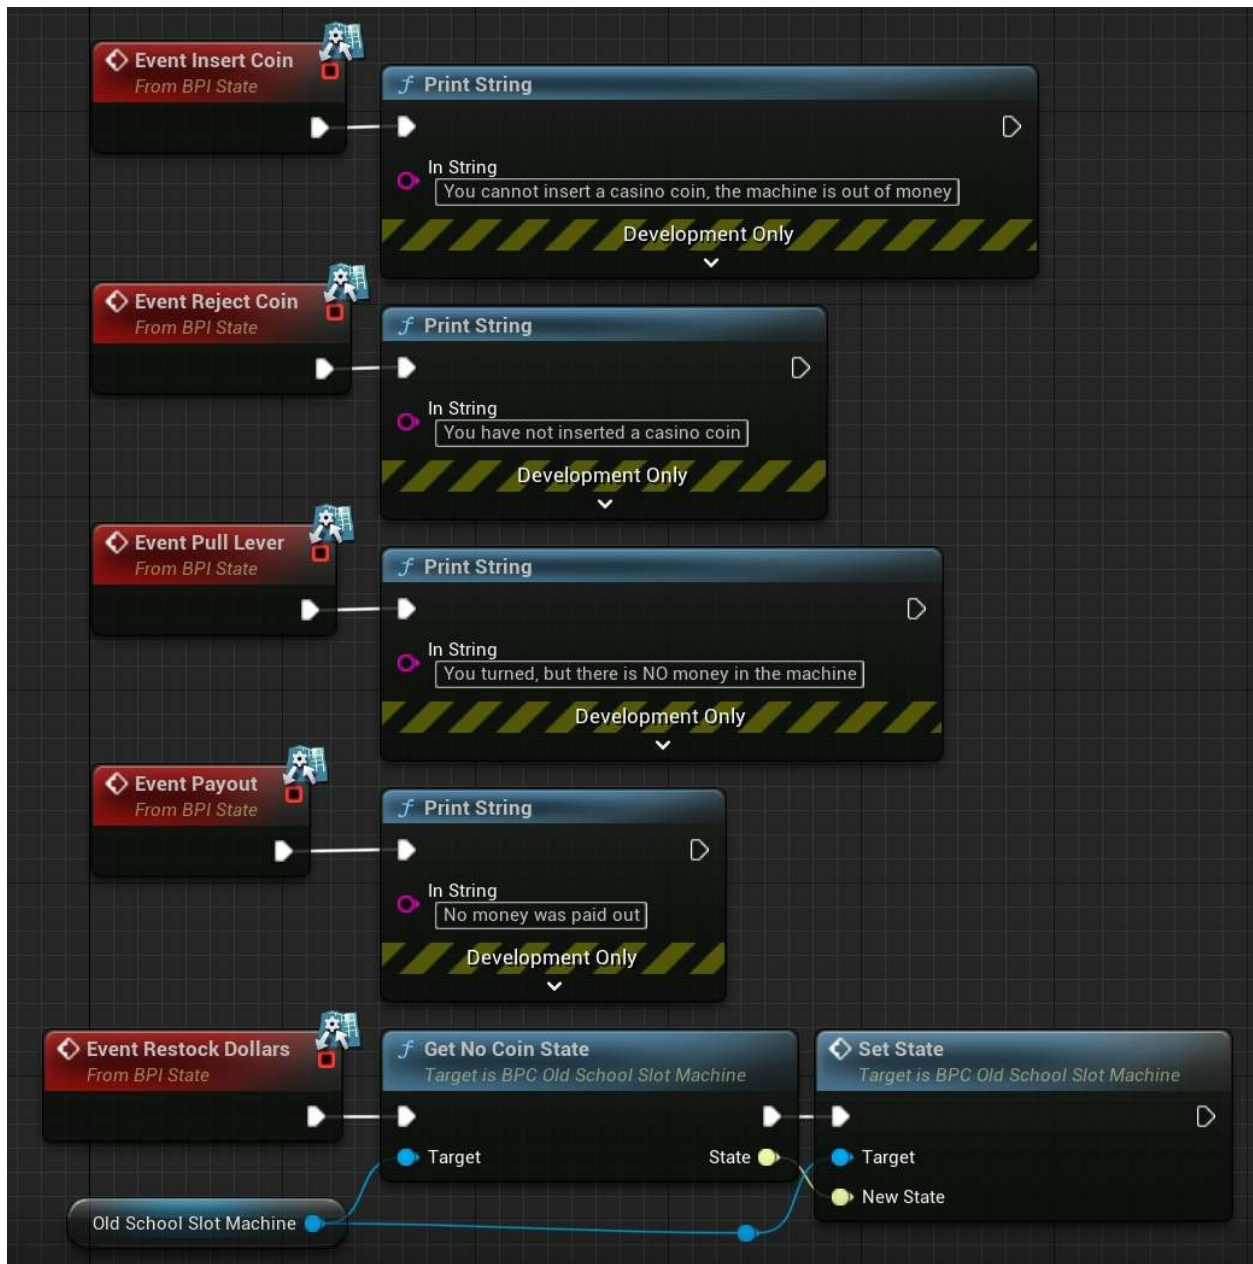 Event Insert Coin
From BPI State
Print String
In String
You cannot insert a casino coin, the machine is out of money
Development Only
Event Reject Coin
From BPI State
Print String
In String
You have not inserted a casino coin
Development Only
Event Pull Lever
From BPI State
Print String
In String
You turned, but there is NO money in the machine
Development Only
Event Payout
From BPI State
Print String
In String
No money was paid out
Development Only
Event Restock Dollars
From BPI State
Get No Coin State
Target is BPC Old School Slot Machine
Target
State
Set State
Target is BPC Old School Slot Machine
Target
New State
Old School Slot Machine